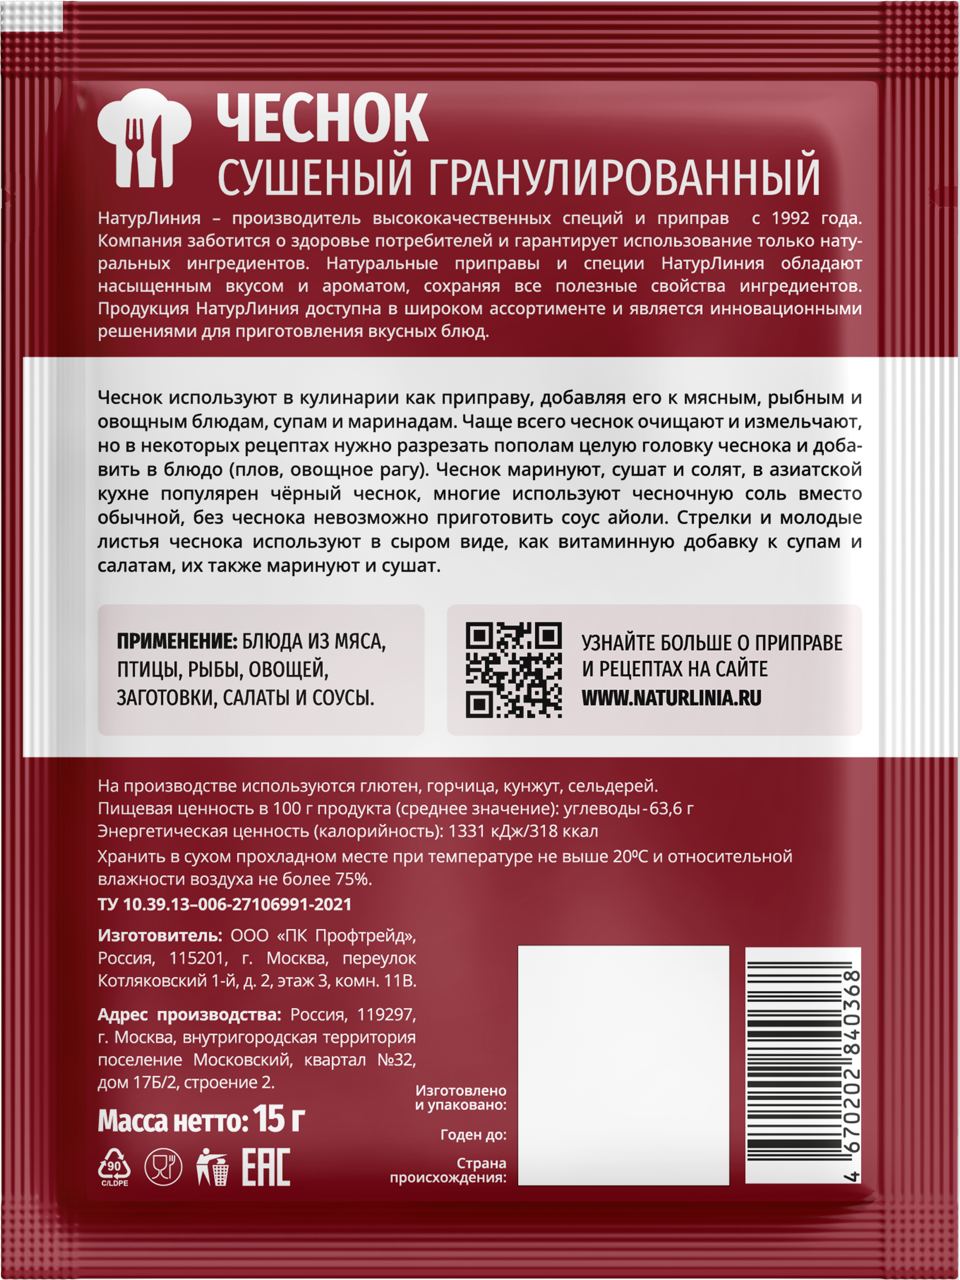 ЧЕСНОК
СУШЕНЫЙ ГРАНУЛИРОВАННЫЙ
НатурЛиния – производитель высококачественных специй и приправ с 1992 года.
Компания заботится о здоровье потребителей и гарантирует использование только нату-
ральных ингредиентов. Натуральные приправы и специи НатурЛиния обладают
насыщенным вкусом и ароматом, сохраняя все полезные свойства ингредиентов.
Продукция НатурЛиния доступна в широком ассортименте и является инновационными
решениями для приготовления вкусных блюд.
Чеснок используют в кулинарии как приправу, добавляя его к мясным, рыбным и
овощным блюдам, супам и маринадам. Чаще всего чеснок очищают и измельчают,
но в некоторых рецептах нужно разрезать пополам целую головку чеснока и доба-
вить в блюдо (плов, овощное рагу). Чеснок маринуют, сушат и солят, в азиатской
кухне популярен чёрный чеснок, многие используют чесночную соль вместо
обычной, без чеснока невозможно приготовить соус айоли. Стрелки и молодые
листья чеснока используют в сыром виде, как витаминную добавку к супам и
салатам, их также маринуют и сушат.
ПРИМЕНЕНИЕ: БЛЮДА ИЗ МЯСА,
ПТИЦЫ, РЫБЫ, ОВОЩЕЙ,
ЗАГОТОВКИ, САЛАТЫ И СОУСЫ.
УЗНАЙТЕ БОЛЬШЕ О ПРИПРАВЕ
И РЕЦЕПТАХ НА САЙТЕ
WWW.NATURLINIA.RU
На производстве используются глютен, горчица, кунжут, сельдерей.
Пищевая ценность в 100 г продукта (среднее значение): углеводы-63,6 г
Энергетическая ценность (калорийность): 1331 кДж/318 ккал
Хранить в сухом прохладном месте при температуре не выше 20⁰С и относительной
влажности воздуха не более 75%.
ТУ 10.39.13–006-27106991-2021
Изготовитель: ООО «ПК Профтрейд»,
Россия, 115201, г. Москва, переулок
Котляковский 1-й, д. 2, этаж 3, комн. 11В.
Адрес производства: Россия, 119297,
г. Москва, внутригородская территория
поселение Московский, квартал №32,
дом 17Б/2, строение 2.
Масса нетто: 15 г
90
C/LDPE
EAC
Изготовлено
и упаковано:
Годен до:
Страна
происхождения:
4 670202 840368